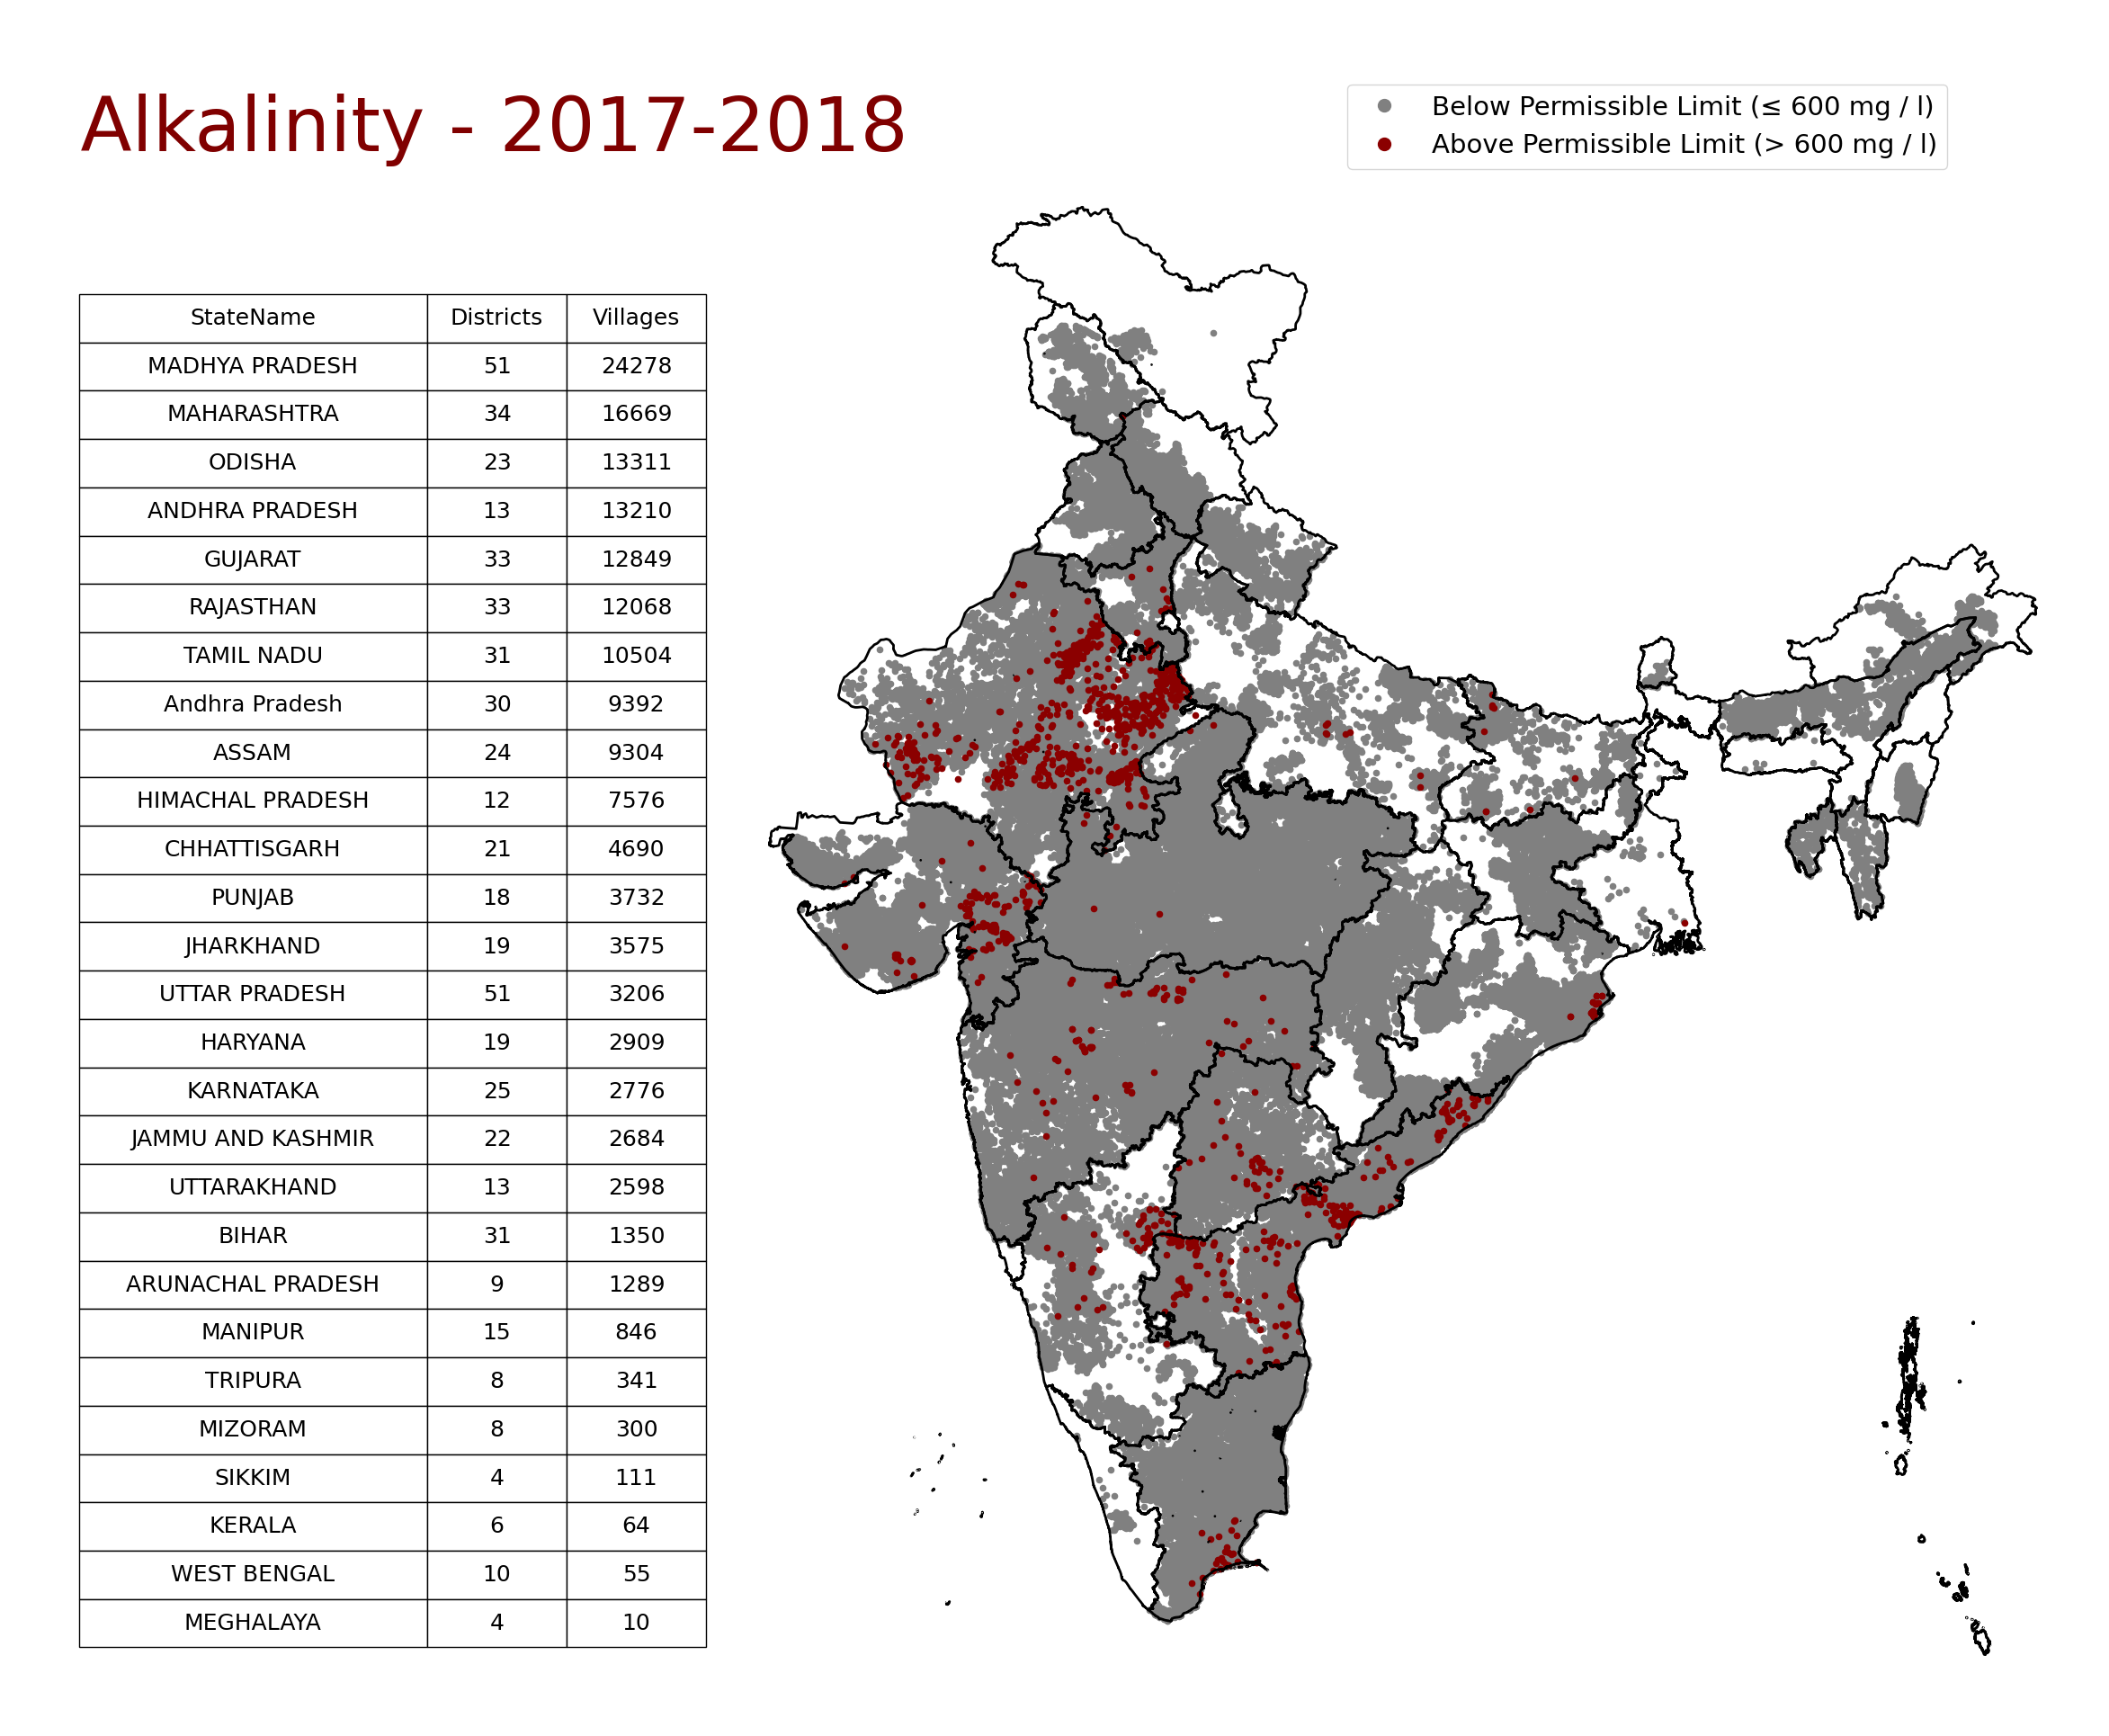 Alkalinity - 2017-2018
Below Permissible Limit (≤ 600 mg / l)
Above Permissible Limit (> 600 mg / l)
StateName Districts Villages
MADHYA PRADESH 51 24278
MAHARASHTRA 34 16669
ODISHA 23 13311
ANDHRA PRADESH 13 13210
GUJARAT 33 12849
RAJASTHAN 33 12068
TAMIL NADU 31 10504
Andhra Pradesh 30 9392
ASSAM 24 9304
HIMACHAL PRADESH 12 7576
CHHATTISGARH 21 4690
PUNJAB 18 3732
JHARKHAND 19 3575
UTTAR PRADESH 51 3206
HARYANA 19 2909
KARNATAKA 25 2776
JAMMU AND KASHMIR 22 2684
UTTARAKHAND 13 2598
BIHAR 31 1350
ARUNACHAL PRADESH 9 1289
MANIPUR 15 846
TRIPURA 8 341
MIZORAM 8 300
SIKKIM 4 111
KERALA 6 64
WEST BENGAL 10 55
MEGHALAYA 4 10